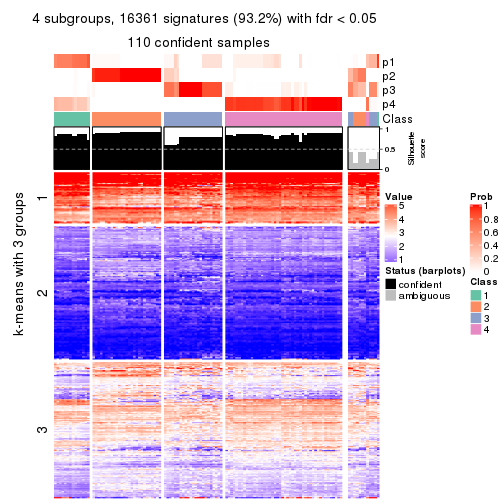 4 subgroups, 16361 signatures (93.2%) with fdr < 0.05
110 confident samples
p1
p2
p3
p4
Class
1
0.5
0
Silhouette
score
k-means with 3 groups
1
2
3
Value
5
4
3
2
1
Status (barplots)
confident
ambiguous
Prob
1
0.8
0.6
0.4
0.2
0
Class
1
2
3
4